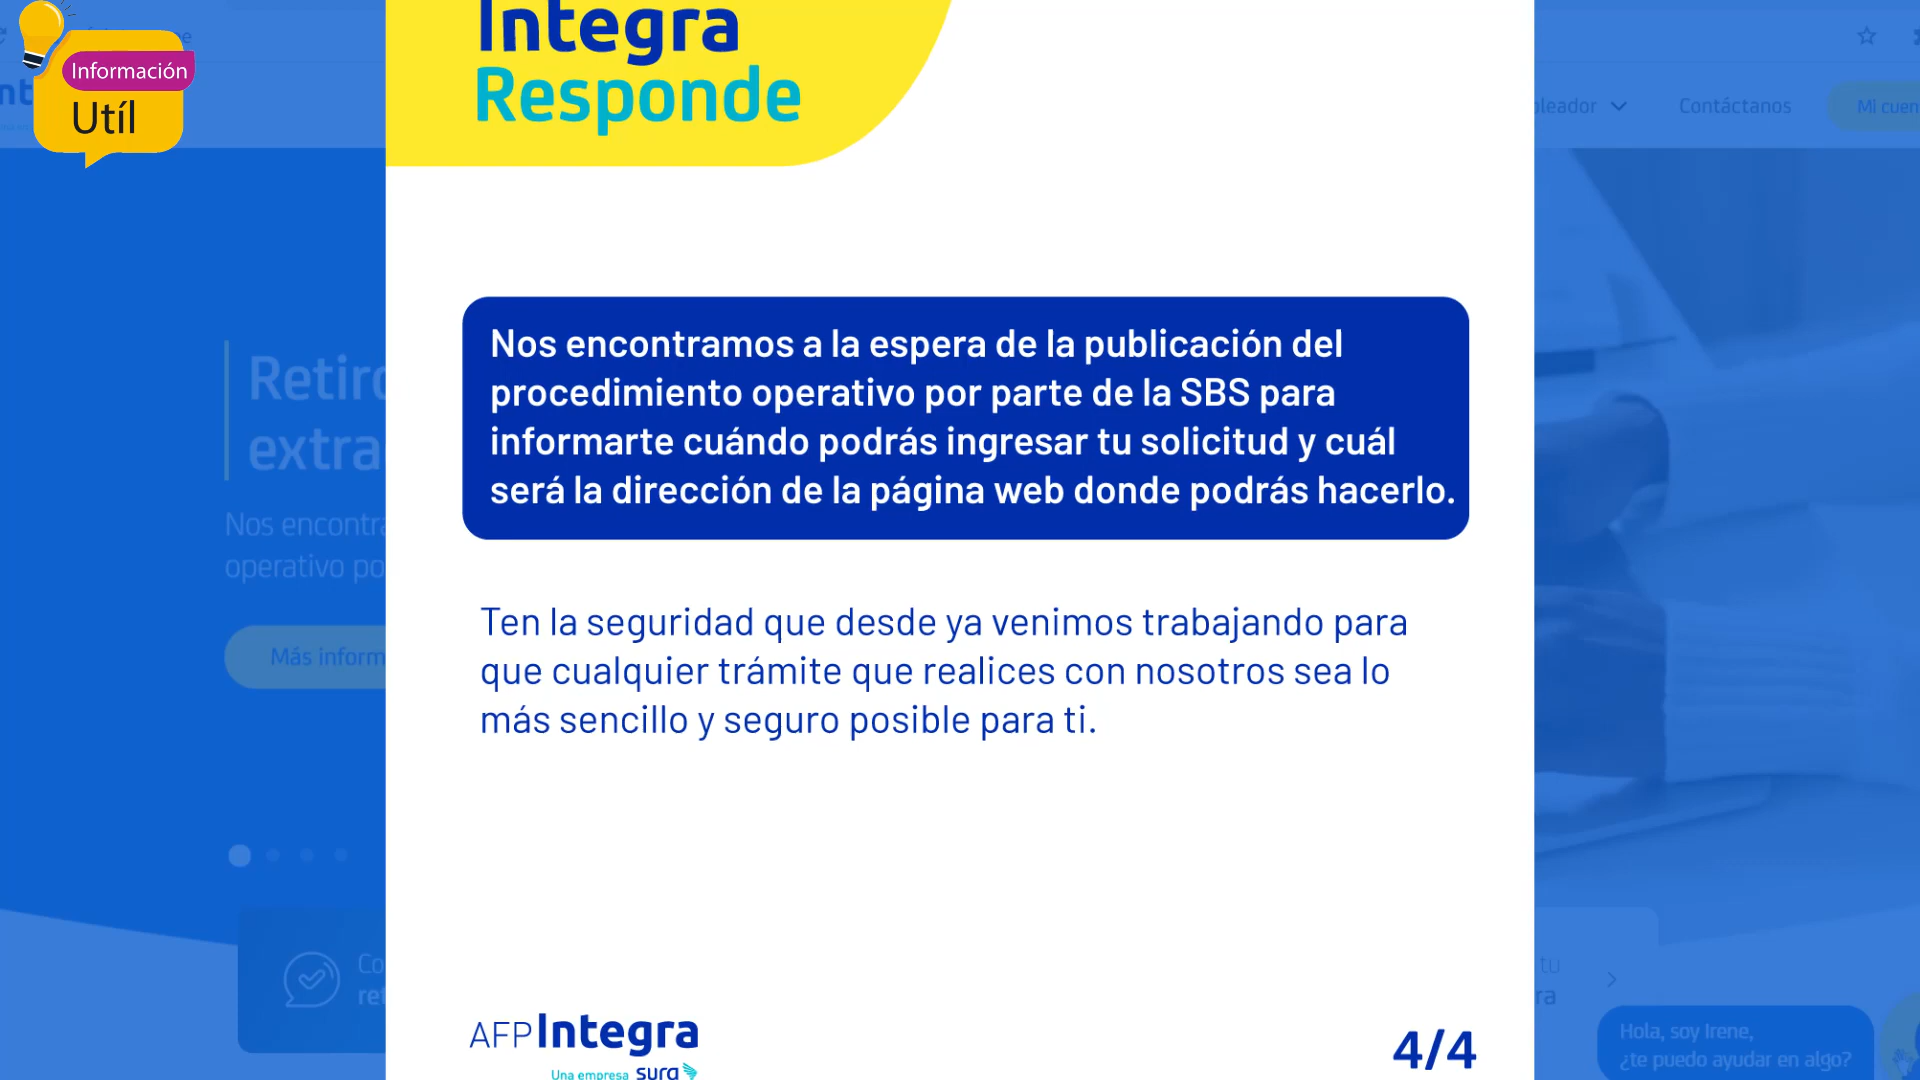 Información
Utíl
Integra
Responde
Contáctanos
Nos encontramos a la espera de la publicación del
procedimiento operativo por parte de la SBS para
informarte cuándo podrás ingresar tu solicitud y cuál
será la dirección de la página web donde podrás hacerlo.
Ten la seguridad que desde ya venimos trabajando para
que cualquier trámite que realices con nosotros sea lo
más sencillo y seguro posible para ti.
Nos
operativo
Más
tu
Hola, soy Irene,
¿te puedo ayudar en algo?
AFP Integra
Una empresa sura
4/4